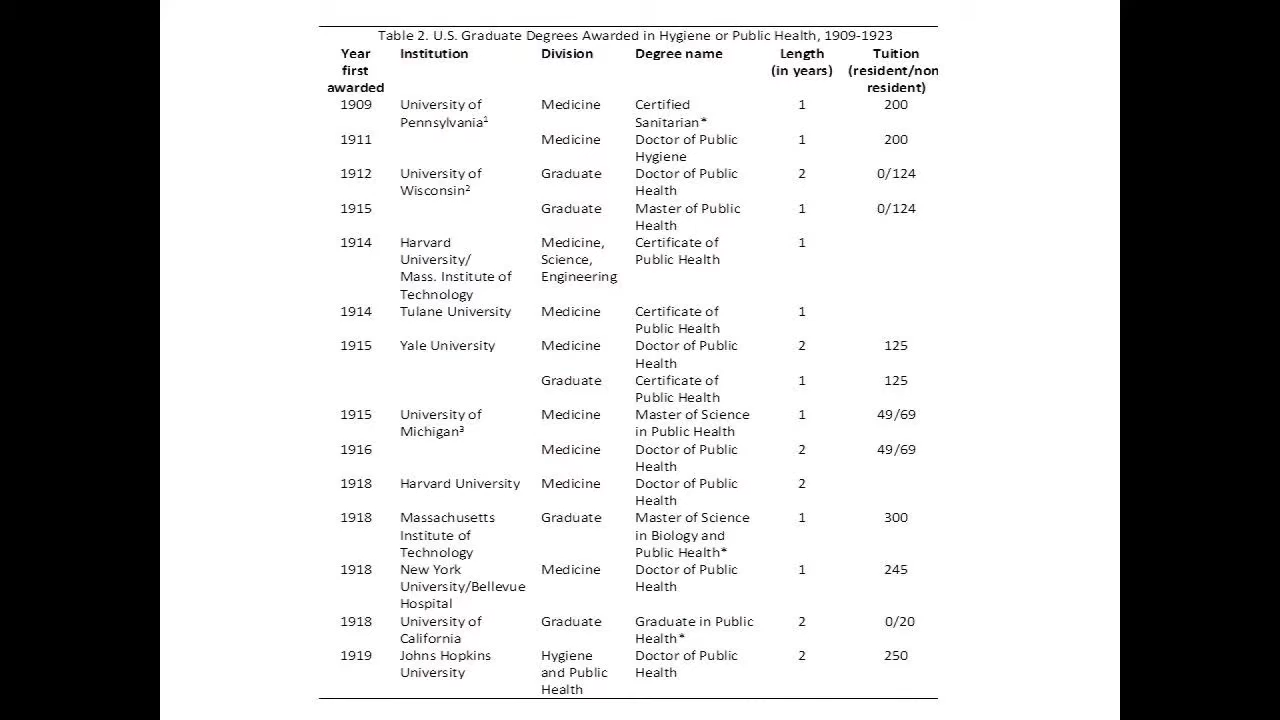 Table 2. U.S. Graduate Degrees Awarded in Hygiene or Public Health, 1909-1923
Year first awarded Institution Division Degree name Length (in years) Tuition (resident/non resident)
1909 University of Pennsylvania¹ Medicine Certified Sanitarian* 1 200
1911 Medicine Doctor of Public Hygiene 1 200
1912 University of Wisconsin² Graduate Doctor of Public Health 2 0/124
1915 Graduate Master of Public Health 1 0/124
1914 Harvard University/ Mass. Institute of Technology Medicine, Science, Engineering Certificate of Public Health 1
1914 Tulane University Medicine Certificate of Public Health 1
1915 Yale University Medicine Doctor of Public Health 2 125
Graduate Certificate of Public Health 1 125
1915 University of Michigan³ Medicine Master of Science in Public Health 1 49/69
1916 Medicine Doctor of Public Health 2 49/69
1918 Harvard University Medicine Doctor of Public Health 2
1918 Massachusetts Institute of Technology Graduate Master of Science in Biology and Public Health* 1 300
1918 New York University/Bellevue Hospital Medicine Doctor of Public Health 1 245
1918 University of California Graduate Graduate in Public Health* 2 0/20
1919 Johns Hopkins University Hygiene and Public Health Doctor of Public Health 2 250